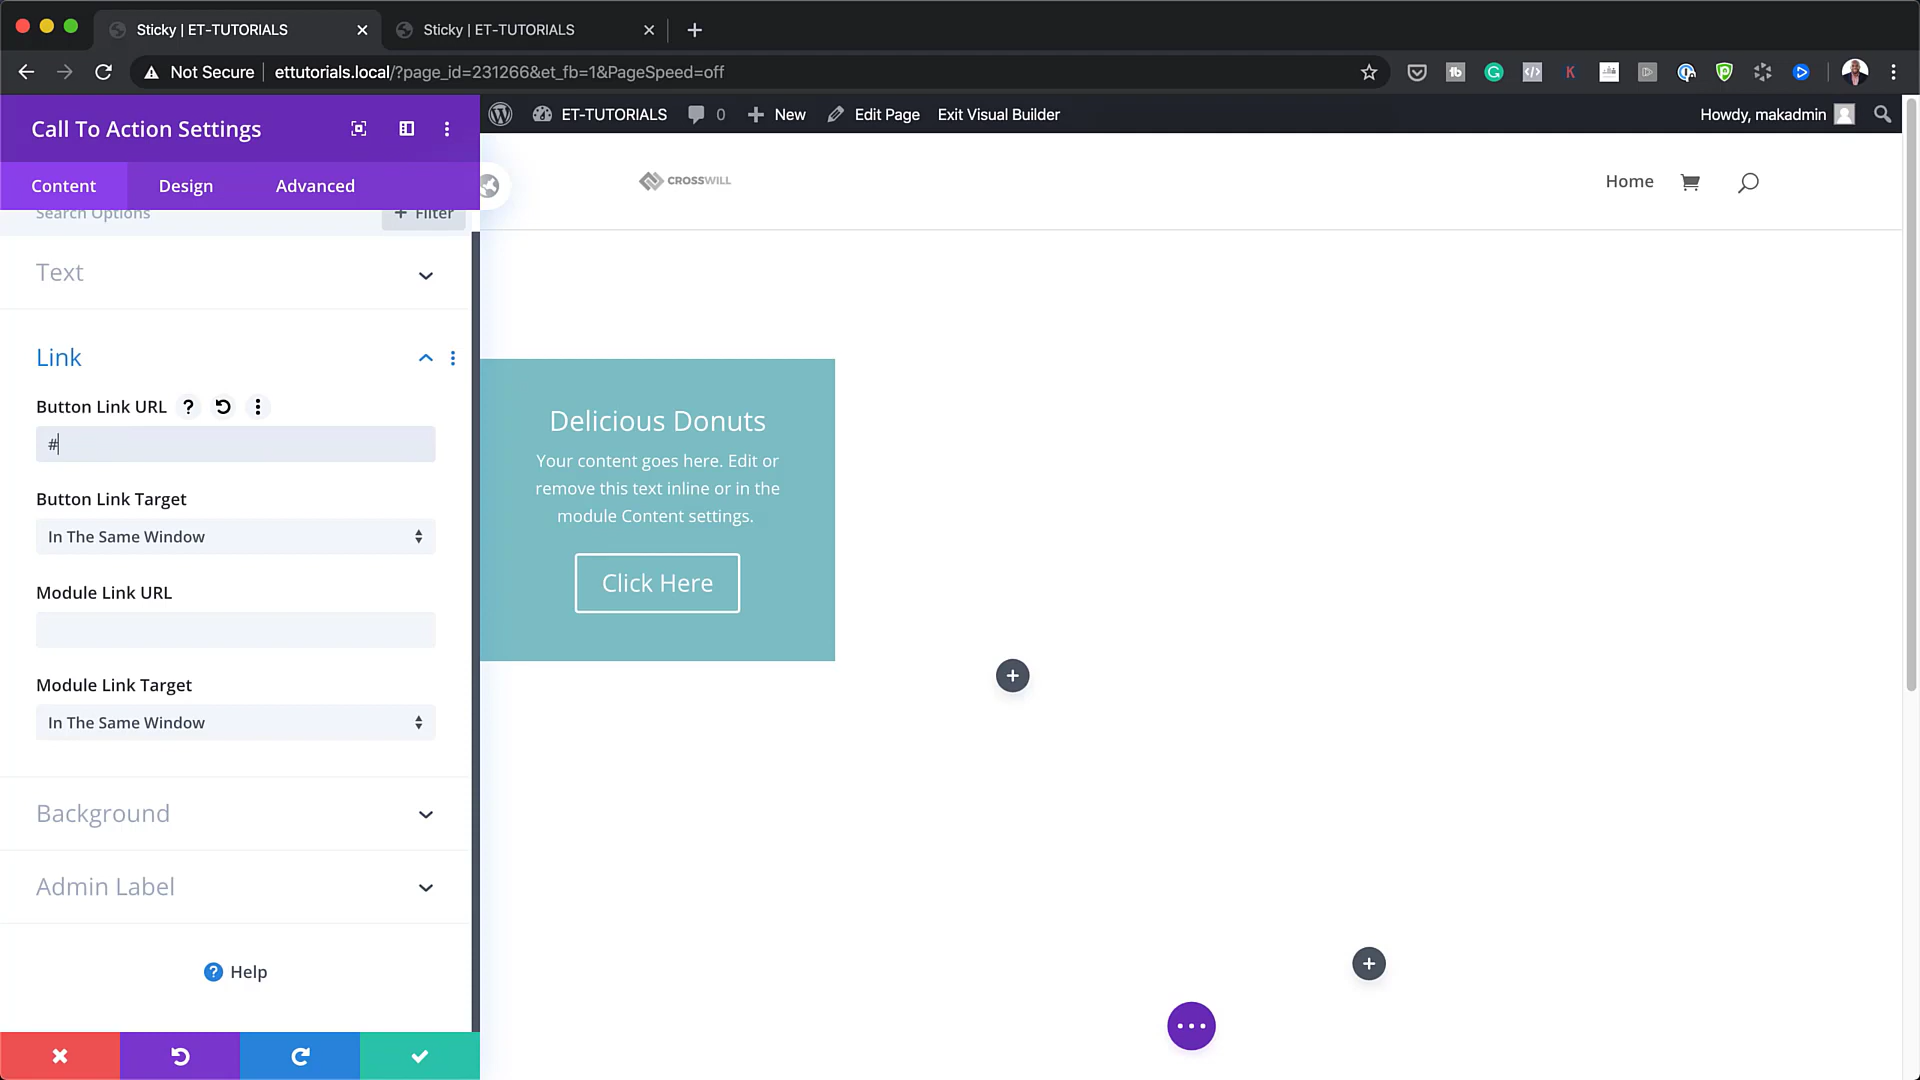 Sticky | ET-TUTORIALS
Sticky | ET-TUTORIALS
Not Secure
ettutorials.local/?page_id=231266&et_fb=1&PageSpeed=off
Call To Action Settings
ET-TUTORIALS
0
New
Edit Page
Exit Visual Builder
Howdy, makadmin
Content
Design
Advanced
CROSSWILL
Home
Search Options
+ Filter
Text
Link
Button Link URL
#
Button Link Target
In The Same Window
Module Link URL
Module Link Target
In The Same Window
Background
Admin Label
Help
Delicious Donuts
Your content goes here. Edit or
remove this text inline or in the
module Content settings.
Click Here